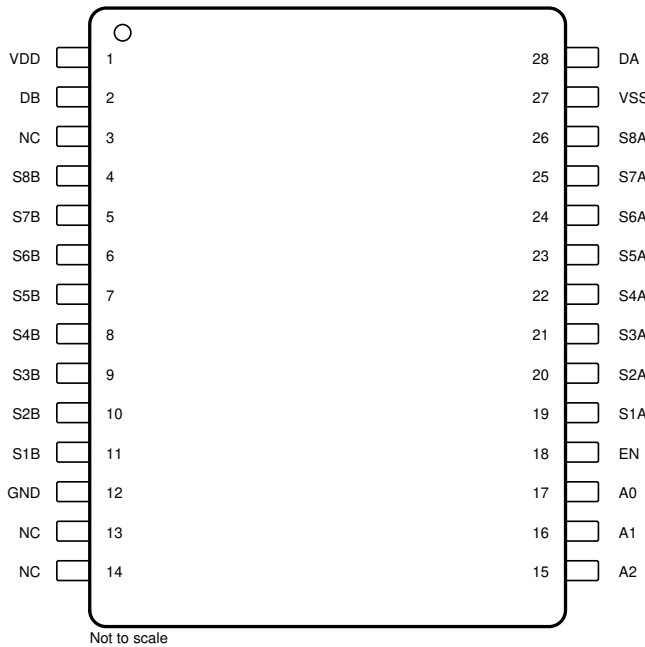 VDD 1 28 DA
DB 2 27 VSS
NC 3 26 S8A
S8B 4 25 S7A
S7B 5 24 S6A
S6B 6 23 S5A
S5B 7 22 S4A
S4B 8 21 S3A
S3B 9 20 S2A
S2B 10 19 S1A
S1B 11 18 EN
GND 12 17 A0
NC 13 16 A1
NC 14 15 A2
Not to scale